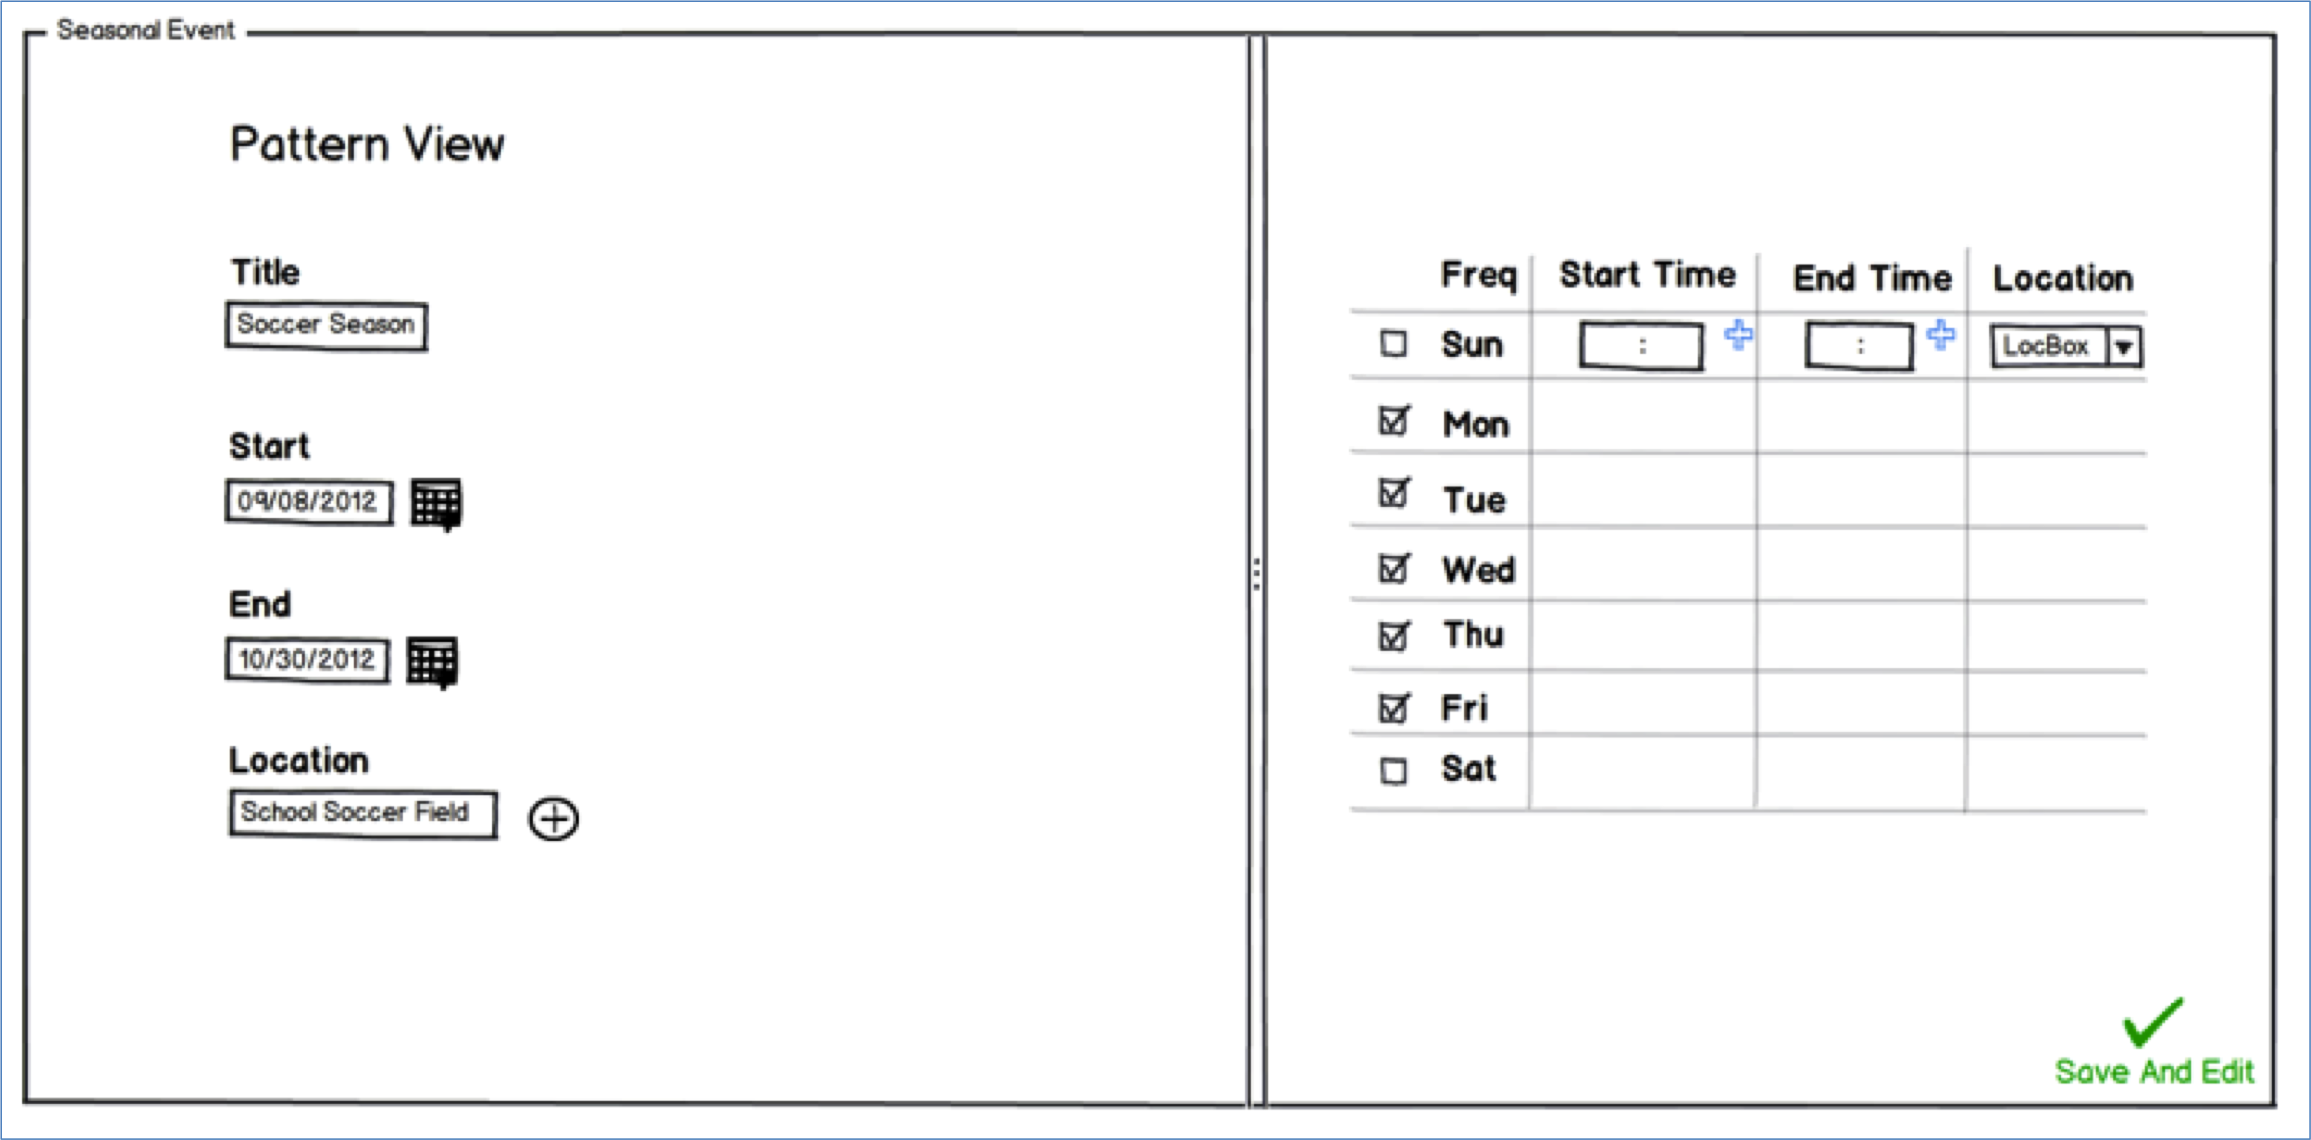 Seasonal Event
Pattern View
Title
Soccer Season
Start
09/08/2012
End
10/30/2012
Location
School Soccer Field
Freq Start Time End Time Location
Sun : : LocBox
Mon
Tue
Wed
Thu
Fri
Sat
Save And Edit